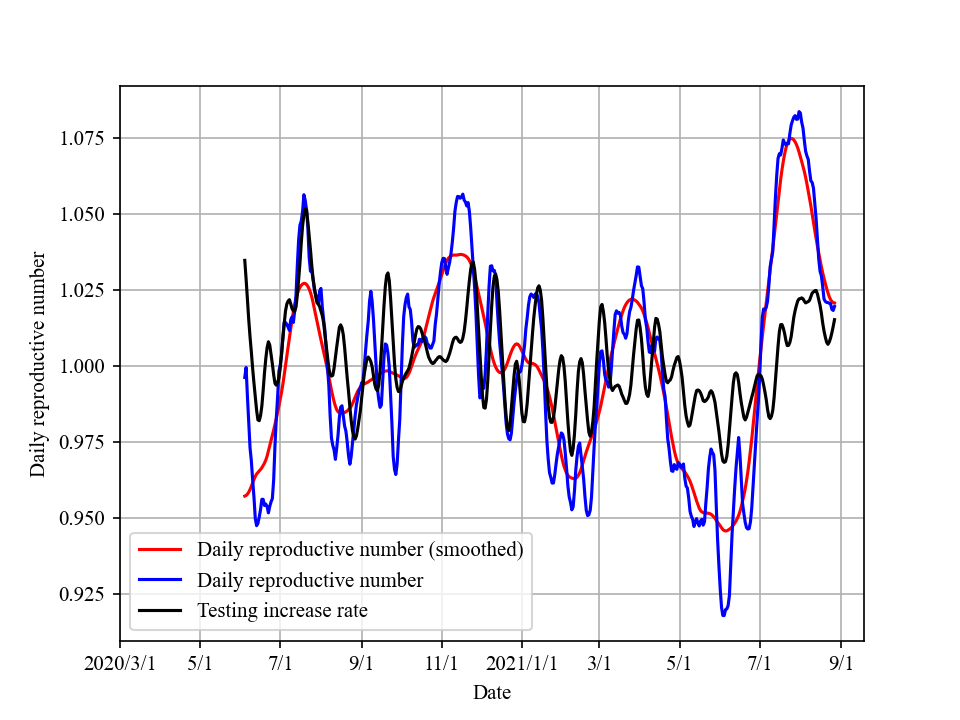 1.075
1.050
1.025
1.000
0.975
0.950
0.925
Daily reproductive number
Daily reproductive number (smoothed)
Daily reproductive number
Testing increase rate
2020/3/1 5/1 7/1 9/1 11/1 2021/1/1 3/1 5/1 7/1 9/1
Date